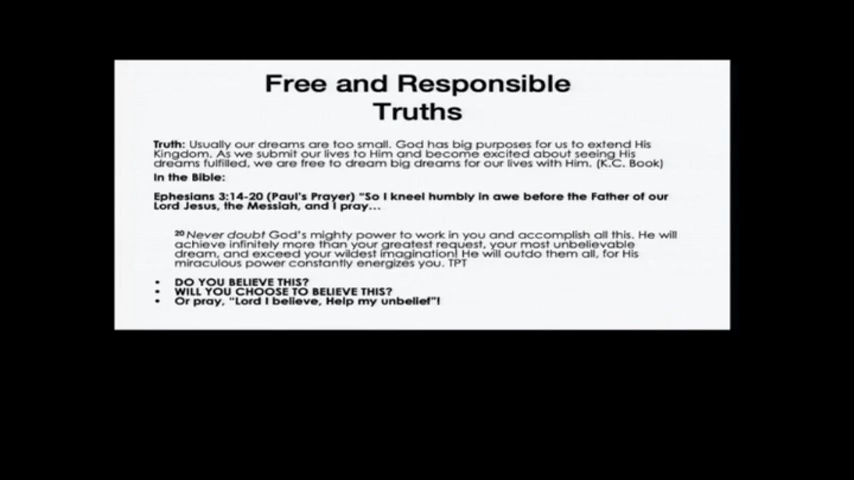 Free and Responsible
Truths
Truth: Usually our dreams are too small. God has big purposes for us to extend His
Kingdom. As we submit our lives to Him and become excited about seeing His
dreams fulfilled, we are free to dream big dreams for our lives with Him. (K.C. Book)
In the Bible:
Ephesians 3:14-20 (Paul's Prayer) "So I kneel humbly in awe before the Father of our
Lord Jesus, the Messiah, and I pray...
20 Never doubt God's mighty power to work in you and accomplish all this. He will
achieve infinitely more than your greatest request, your most unbelievable
dream, and exceed your wildest imagination! He will outdo them all, for His
miraculous power constantly energizes you. TPT
• DO YOU BELIEVE THIS?
• WILL YOU CHOOSE TO BELIEVE THIS?
• Or pray, "Lord I believe, Help my unbelief"!